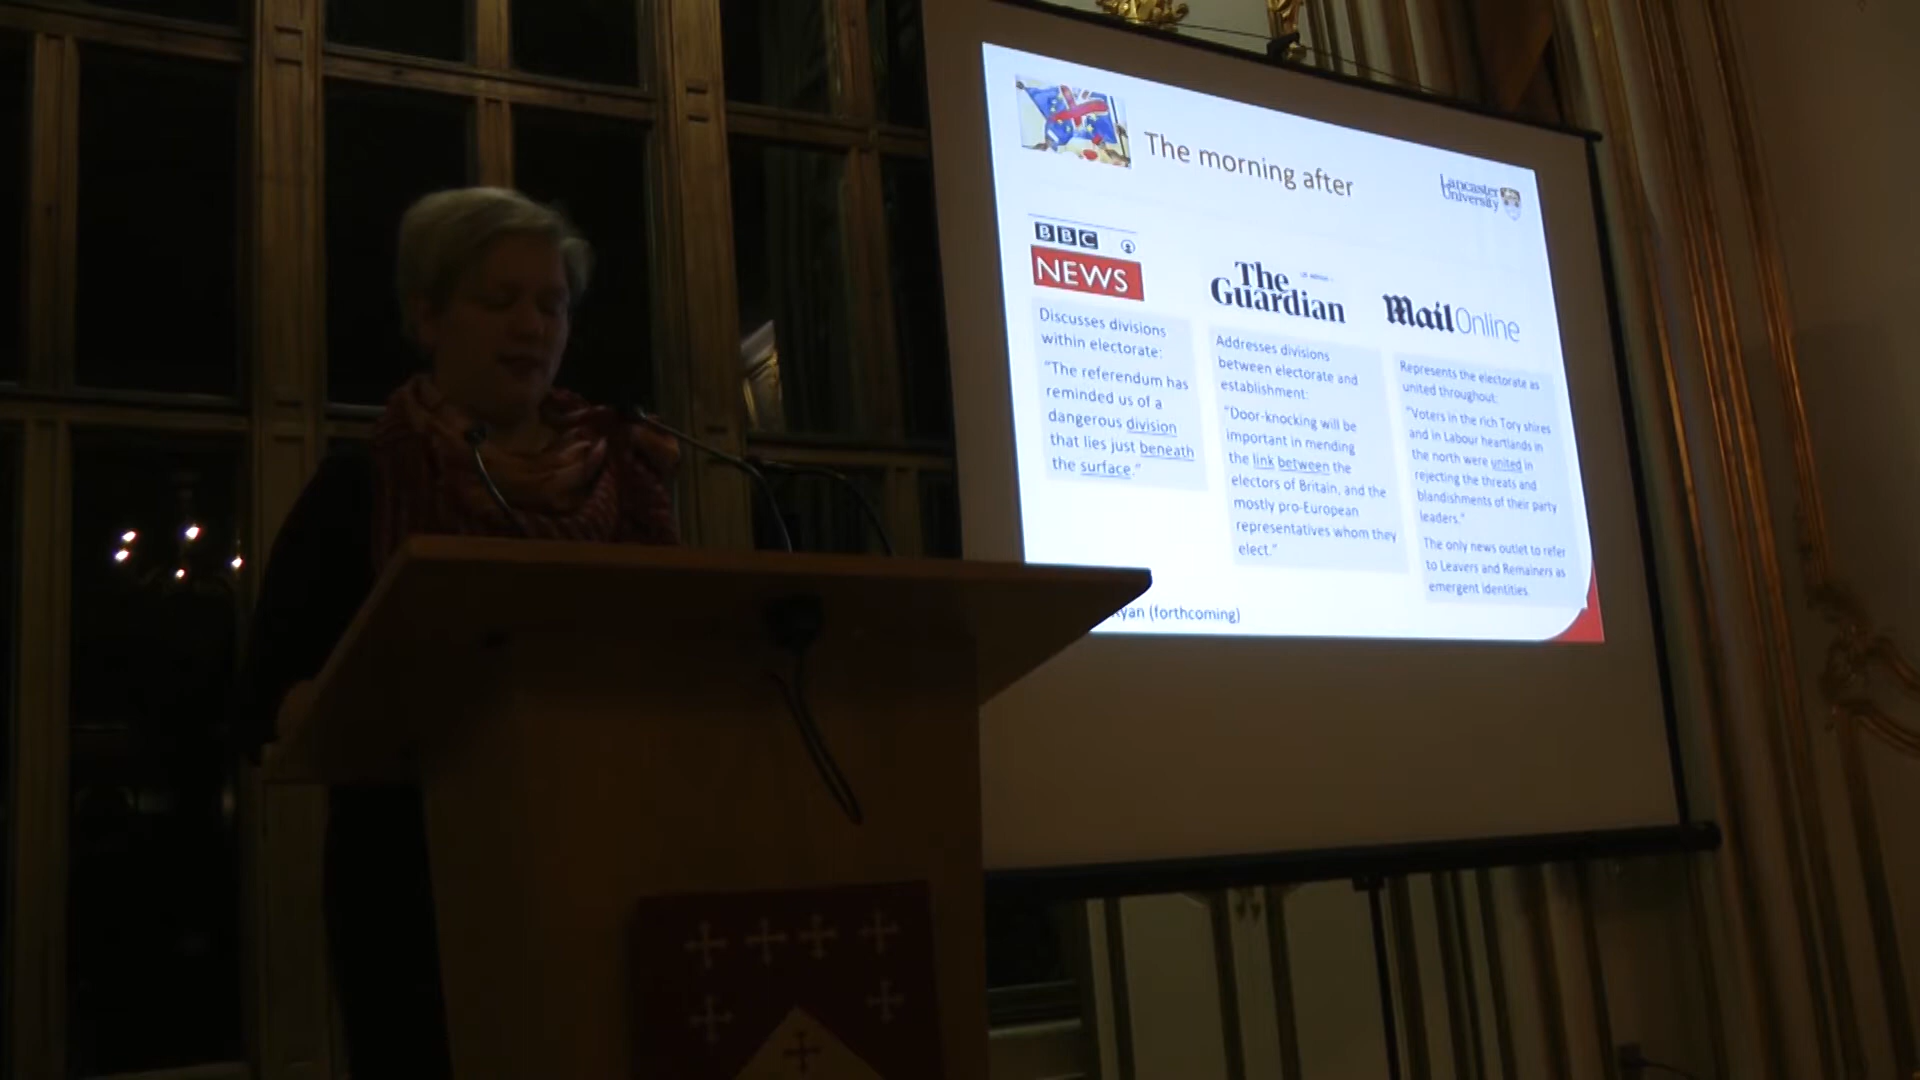 The morning after
Lancaster
University
BBC
NEWS
Discusses divisions
within electorate:
"The referendum has
reminded us of a
dangerous division
that lies just beneath
the surface."
The
Guardian
Addresses divisions
between electorate and
establishment:
"Door-knocking will be
important in mending
the link between the
electors of Britain, and the
mostly pro-European
representatives whom they
elect."
MailOnline
Represents the electorate as
united throughout:
"Voters in the rich Tory shires
and in Labour heartlands in
the north were united in
rejecting the threats and
blandishments of their party
leaders."
The only news outlet to refer
to Leavers and Remainers as
emergent identities.
(forthcoming)